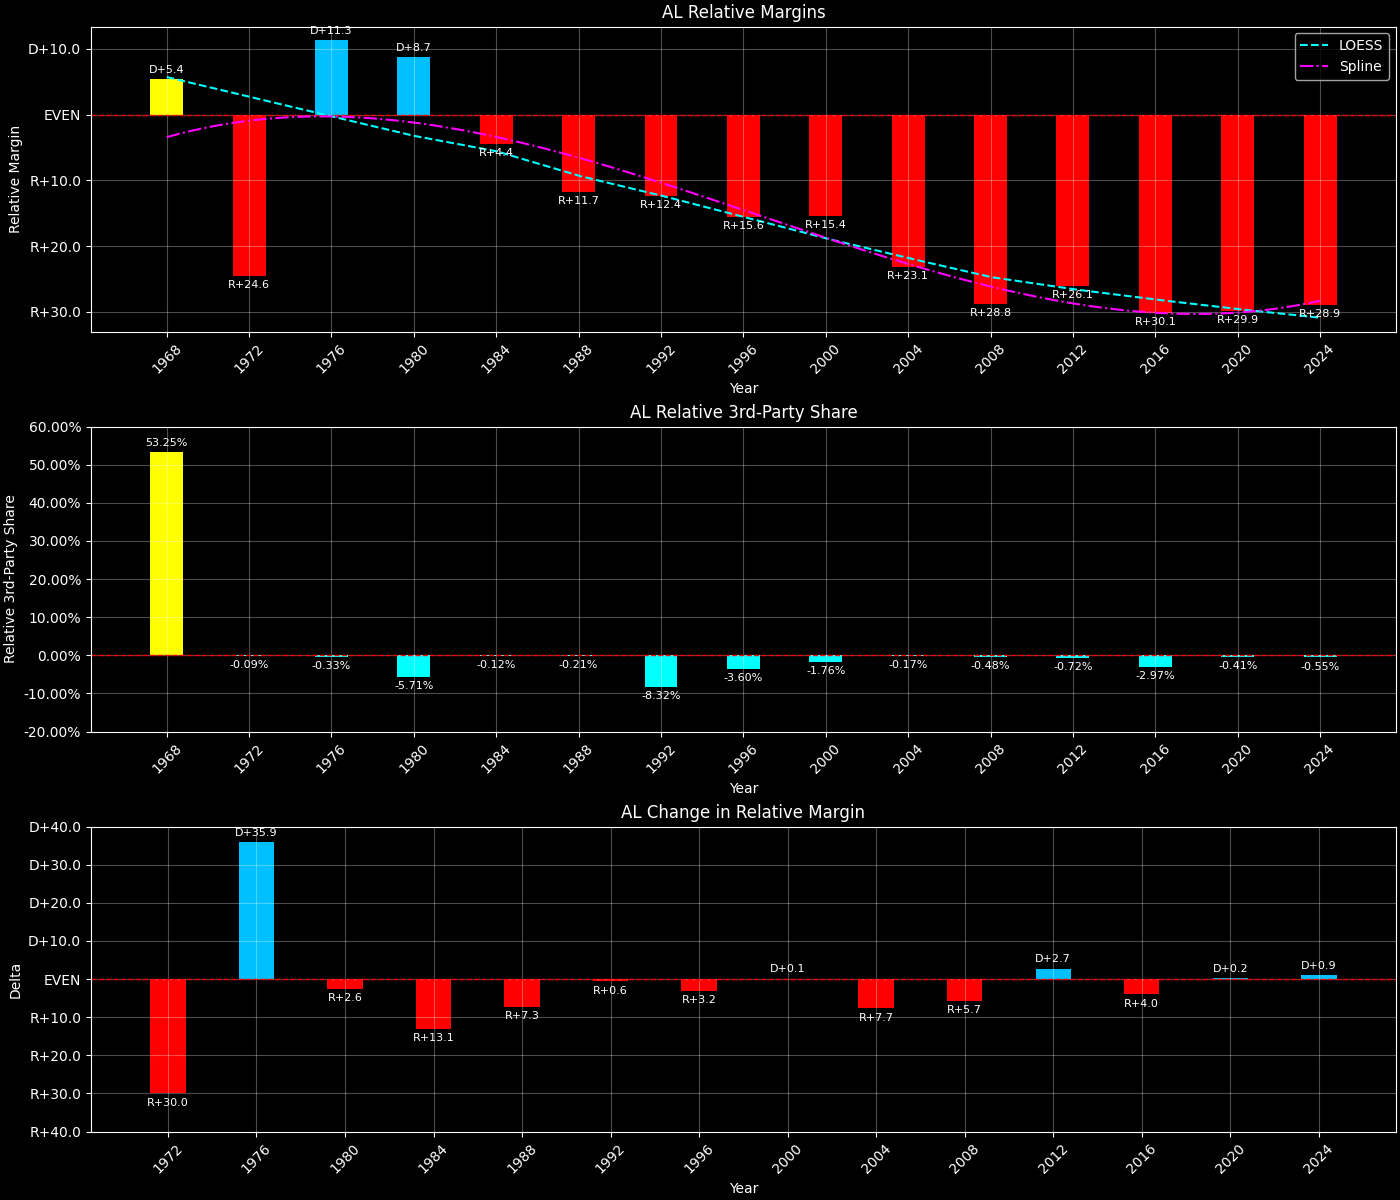 AL Relative Margins
D+10.0
EVEN
R+10.0
R+20.0
R+30.0
Relative Margin
D+5.4
R+24.6
D+11.3
D+8.7
R+4.4
R+11.7
R+12.4
R+15.6
R+15.4
R+23.1
R+28.8
R+26.1
R+30.1
R+29.9
R+28.9
LOESS
Spline
1968 1972 1976 1980 1984 1988 1992 1996 2000 2004 2008 2012 2016 2020 2024
Year
AL Relative 3rd-Party Share
60.00%
50.00%
40.00%
30.00%
20.00%
10.00%
0.00%
-10.00%
-20.00%
Relative 3rd-Party Share
53.25%
-0.09%
-0.33%
-5.71%
-0.12%
-0.21%
-8.32%
-3.60%
-1.76%
-0.17%
-0.48%
-0.72%
-2.97%
-0.41%
-0.55%
1968 1972 1976 1980 1984 1988 1992 1996 2000 2004 2008 2012 2016 2020 2024
Year
AL Change in Relative Margin
D+40.0
D+30.0
D+20.0
D+10.0
EVEN
R+10.0
R+20.0
R+30.0
R+40.0
Delta
R+30.0
D+35.9
R+2.6
R+13.1
R+7.3
R+0.6
R+3.2
D+0.1
R+7.7
R+5.7
D+2.7
R+4.0
D+0.2
D+0.9
1972 1976 1980 1984 1988 1992 1996 2000 2004 2008 2012 2016 2020 2024
Year